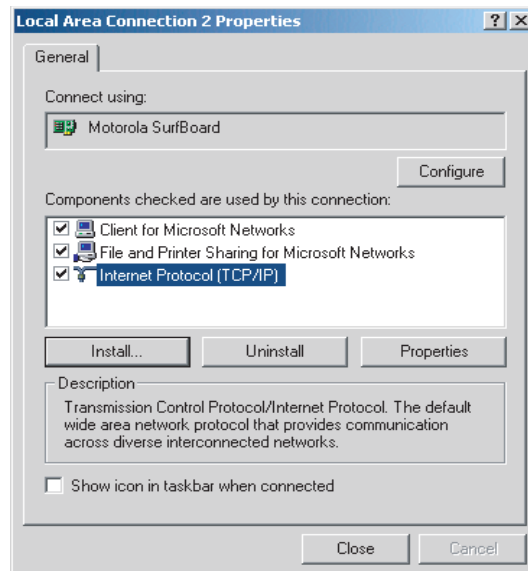 Local Area Connection 2 Properties
General
Connect using:
Motorola SurfBoard
Configure
Components checked are used by this connection:
Client for Microsoft Networks
File and Printer Sharing for Microsoft Networks
Internet Protocol (TCP/IP)
Install... Uninstall Properties
Description
Transmission Control Protocol/Internet Protocol. The default
wide area network protocol that provides communication
across diverse interconnected networks.
Show icon in taskbar when connected
Close Cancel